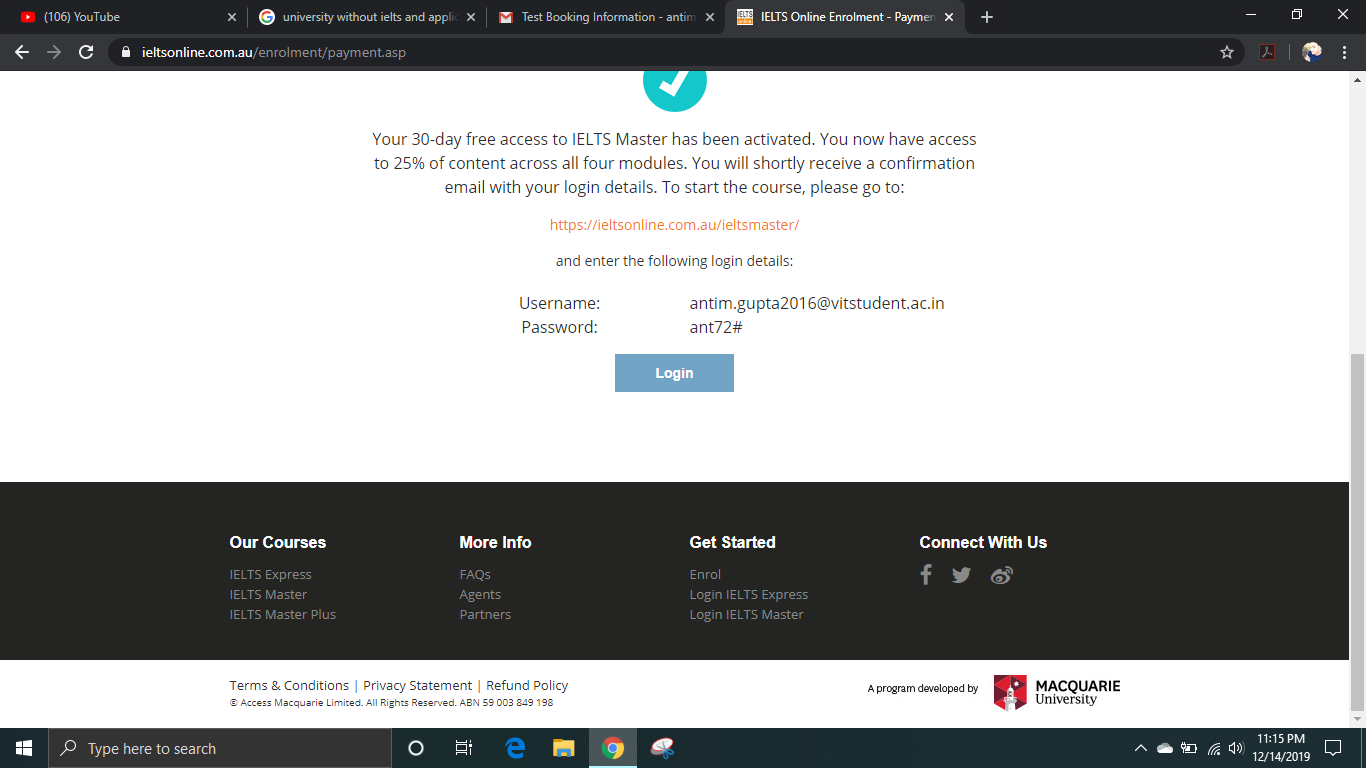 (106) YouTube
university without ielts and applic
Test Booking Information - antim
IELTS Online Enrolment - Paymen
ieltsonline.com.au/enrolment/payment.asp
Your 30-day free access to IELTS Master has been activated. You now have access
to 25% of content across all four modules. You will shortly receive a confirmation
email with your login details. To start the course, please go to:
https://ieltsonline.com.au/ieltsmaster/
and enter the following login details:
Username: antim.gupta2016@vitstudent.ac.in
Password: ant72#
Login
Our Courses
IELTS Express
IELTS Master
IELTS Master Plus
More Info
FAQs
Agents
Partners
Get Started
Enrol
Login IELTS Express
Login IELTS Master
Connect With Us
Terms & Conditions | Privacy Statement | Refund Policy
© Access Macquarie Limited. All Rights Reserved. ABN 59 003 849 198
A program developed by
MACQUARIE
University
Type here to search
11:15 PM
12/14/2019